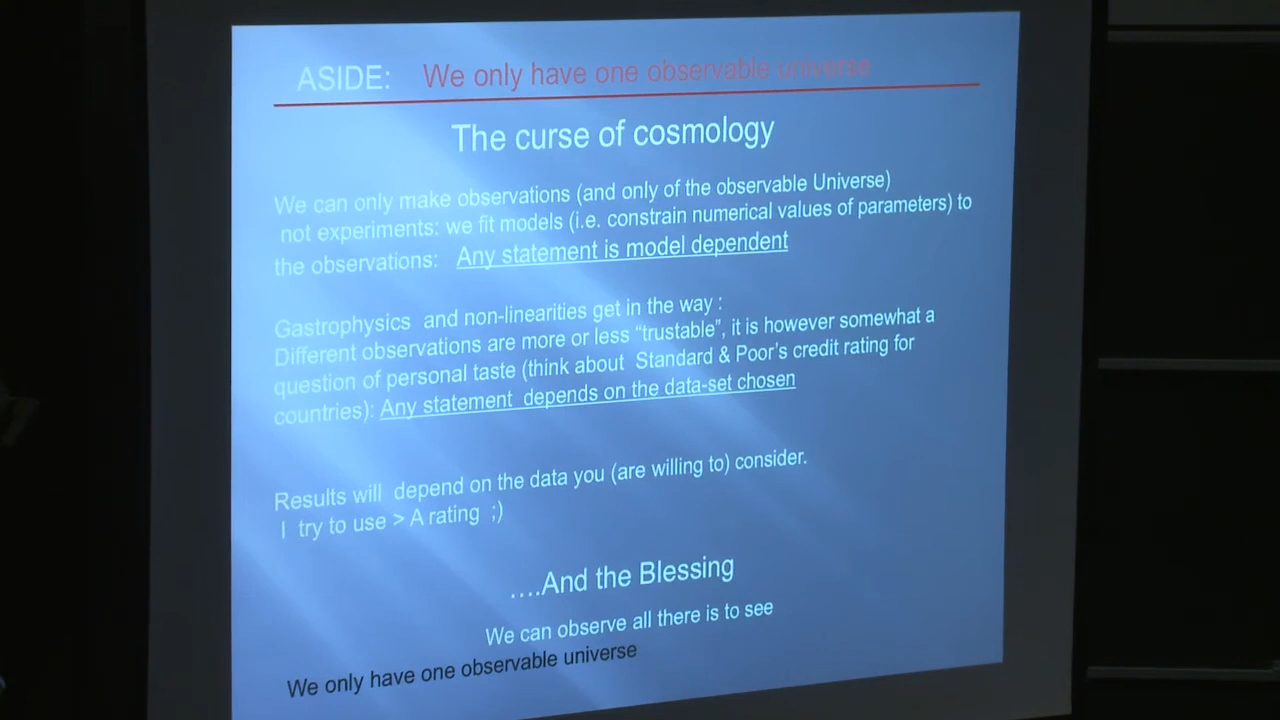 ASIDE: We only have one observable universe
The curse of cosmology
We can only make observations (and only of the observable Universe)
not experiments: we fit models (i.e. constrain numerical values of parameters) to
the observations: Any statement is model dependent
Gastrophysics and non-linearities get in the way :
Different observations are more or less “trustable”, it is however somewhat a
question of personal taste (think about Standard & Poor’s credit rating for
countries): Any statement depends on the data-set chosen
Results will depend on the data you (are willing to) consider.
I try to use > A rating ;)
....And the Blessing
We can observe all there is to see
We only have one observable universe